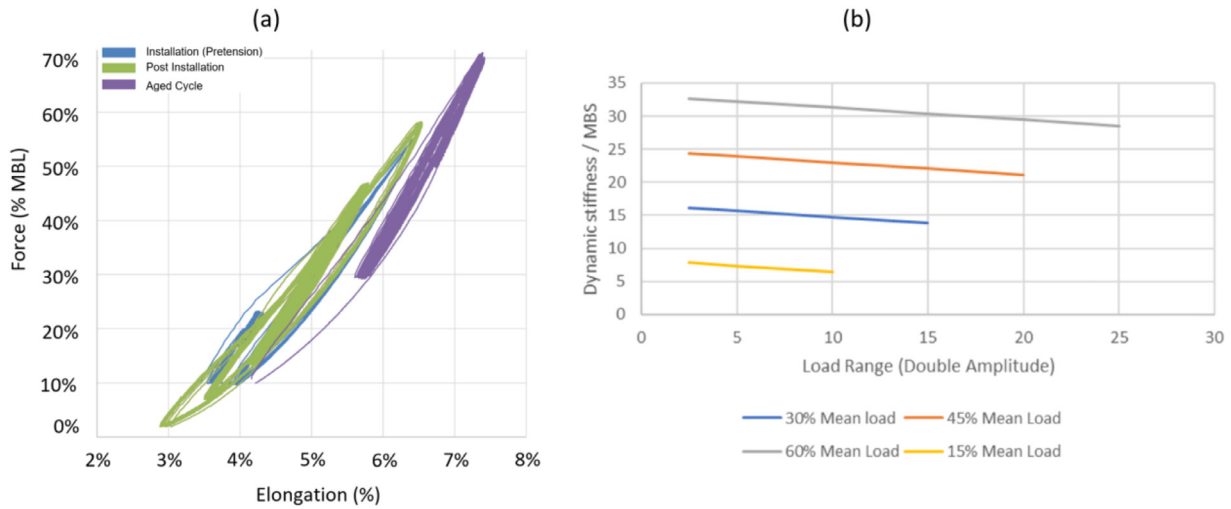 (a)
Installation (Pretension)
Post Installation
Aged Cycle
70%
60%
50%
40%
30%
20%
10%
0%
Force (% MBL)
2% 3% 4% 5% 6% 7% 8%
Elongation (%)
(b)
35
30
25
20
15
10
5
0
Dynamic stiffness / MBS
0 5 10 15 20 25 30
Load Range (Double Amplitude)
30% Mean load 45% Mean Load
60% Mean Load 15% Mean Load